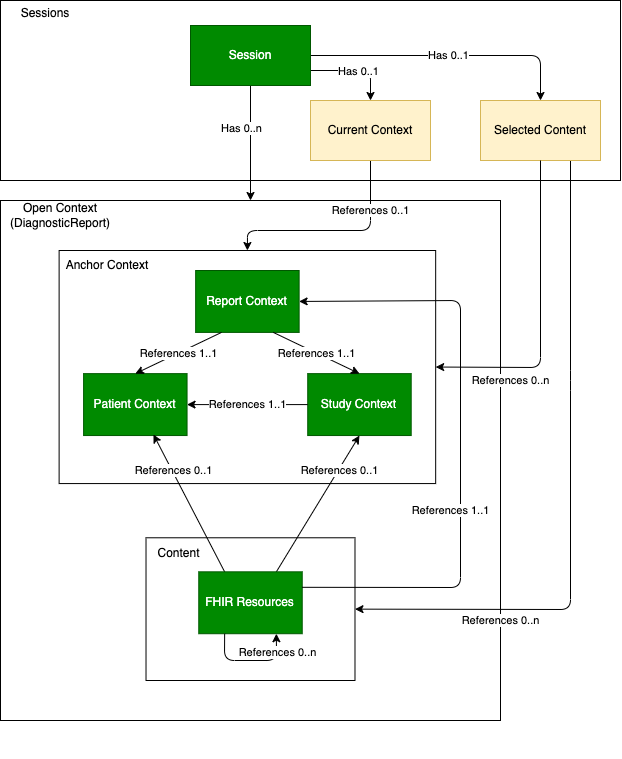 Sessions
Session
Has 0..1
Has 0..1
Has 0..n
Current Context
Selected Content
Open Context
(DiagnosticReport)
References 0..1
Anchor Context
Report Context
References 1..1
References 1..1
References 0..n
Patient Context
References 1..1
Study Context
References 0..1
References 0..1
References 1..1
Content
FHIR Resources
References 0..n
References 0..n